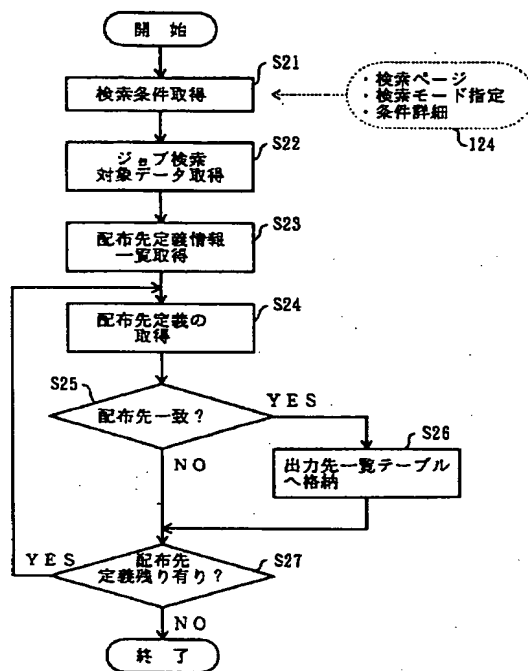 開始
S21
検索条件取得
・検索ページ
・検索モード指定
・条件詳細
124
S22
ジョブ検索
対象データ取得
S23
配布先定義情報
一覧取得
S24
配布先定義の
取得
S25
配布先一致?
YES
NO
S26
出力先一覧テーブル
へ格納
YES
配布先
定義残り有り?
S27
NO
終了